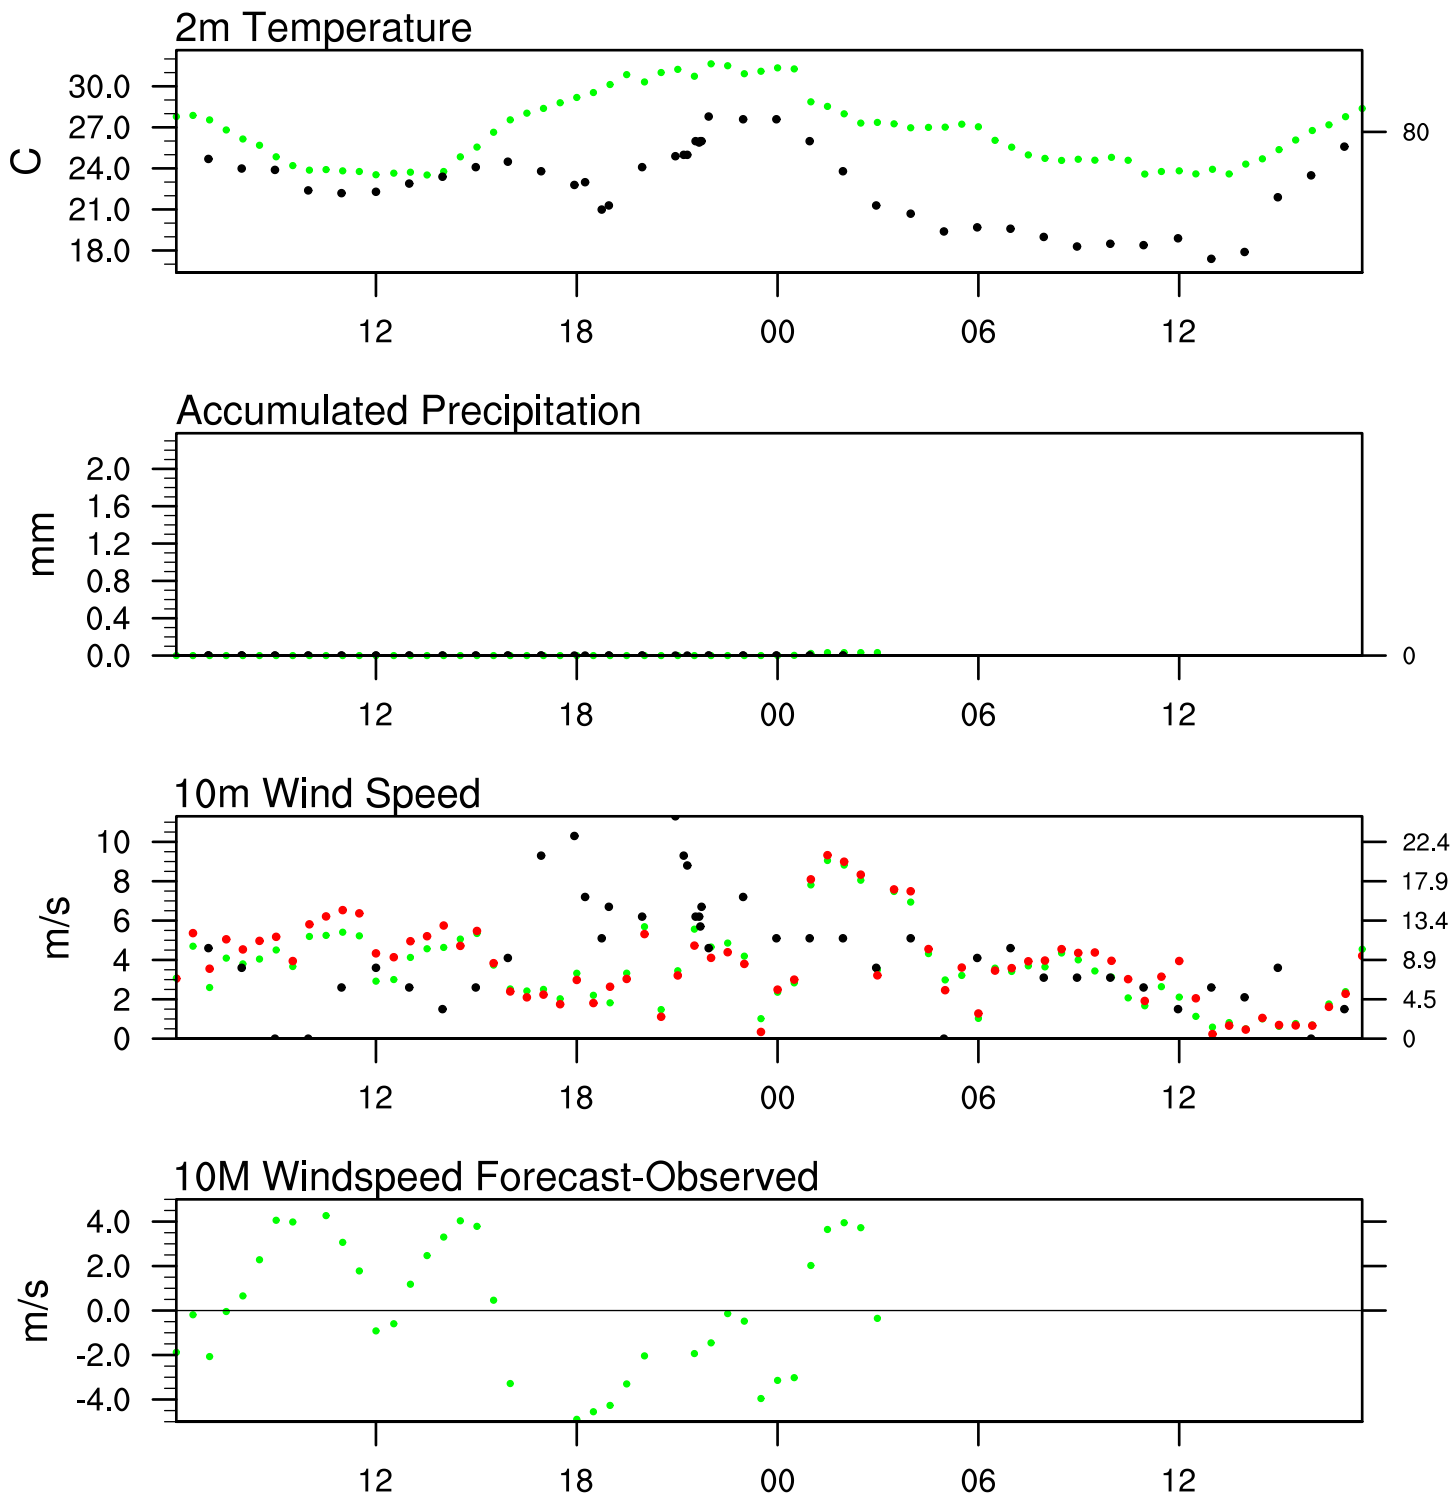 2m Temperature
C
30.0
27.0
24.0
21.0
18.0
80
12 18 00 06 12
Accumulated Precipitation
mm
2.0
1.6
1.2
0.8
0.4
0.0
0
12 18 00 06 12
10m Wind Speed
m/s
10
8
6
4
2
0
22.4
17.9
13.4
8.9
4.5
0
12 18 00 06 12
10M Windspeed Forecast-Observed
m/s
4.0
2.0
0.0
-2.0
-4.0
12 18 00 06 12